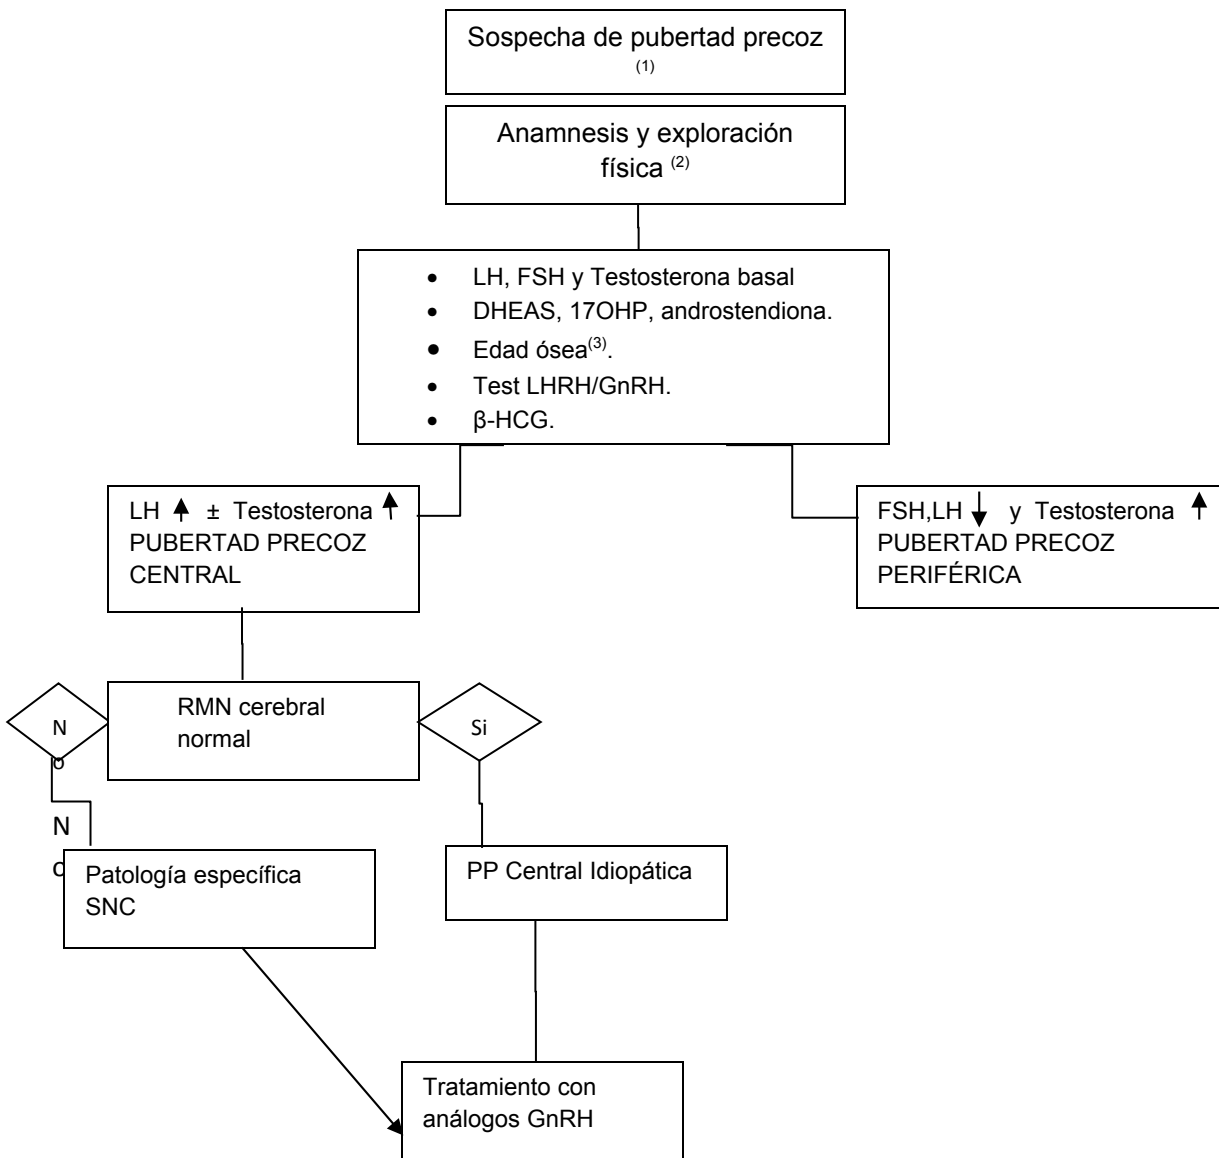 Sospecha de pubertad precoz
(1)
Anamnesis y exploración
física (2)
• LH, FSH y Testosterona basal
• DHEAS, 17OHP, androstendiona.
• Edad ósea(3).
• Test LHRH/GnRH.
• β-HCG.
LH ↑ ± Testosterona ↑
PUBERTAD PRECOZ
CENTRAL
FSH,LH ↓ y Testosterona ↑
PUBERTAD PRECOZ
PERIFÉRICA
N
o
RMN cerebral
normal
Si
N
o
Patología específica
SNC
PP Central Idiopática
Tratamiento con
análogos GnRH